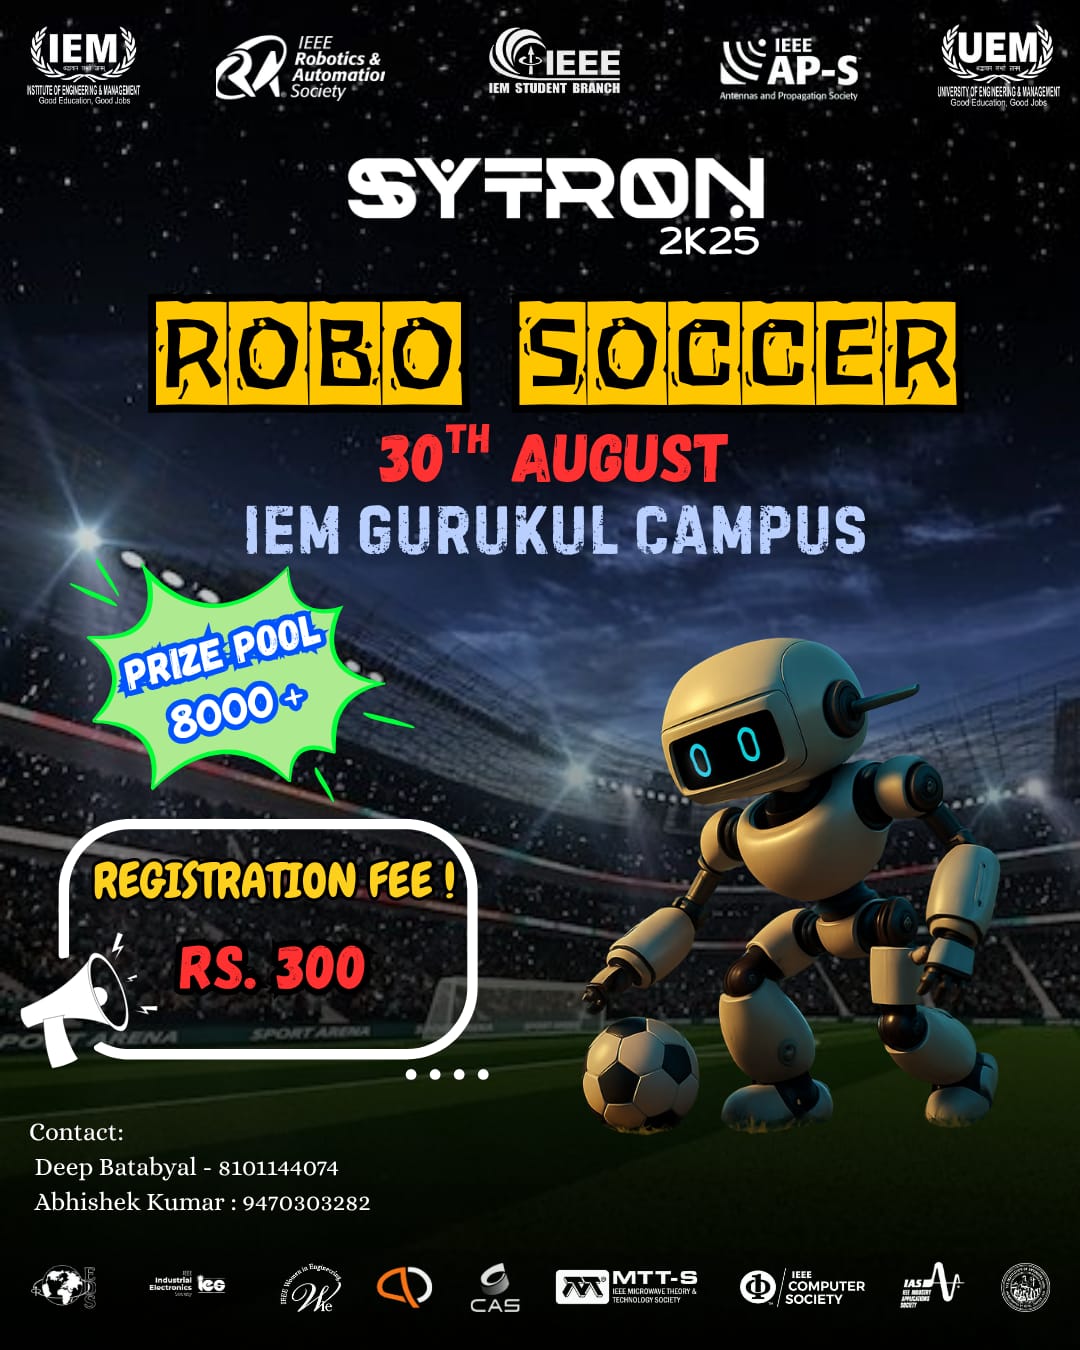 IEM
INSTITUTE OF ENGINEERING & MANAGEMENT
Good Education, Good Jobs
IEEE
Robotics &
Automation
Society
IEEE
IEM STUDENT BRANCH
IEEE
AP-S
Antennas and Propagation Society
UEM
UNIVERSITY OF ENGINEERING & MANAGEMENT
Good Education, Good Jobs
SYTRON
2K25
ROBO SOCCER
30TH AUGUST
IEM GURUKUL CAMPUS
PRIZE POOL
8000 +
REGISTRATION FEE !
RS. 300
SPORT ARENA
Contact:
Deep Batabyal - 8101144074
Abhishek Kumar : 9470303282
EDS
IEEE
Industrial
Electronics
Society
ies
IEEE Women in Engineering
Wie
CAS
MTT-S
IEEE MICROWAVE THEORY &
TECHNOLOGY SOCIETY
IEEE
COMPUTER
SOCIETY
IAS
IEEE INDUSTRY
APPLICATIONS
SOCIETY